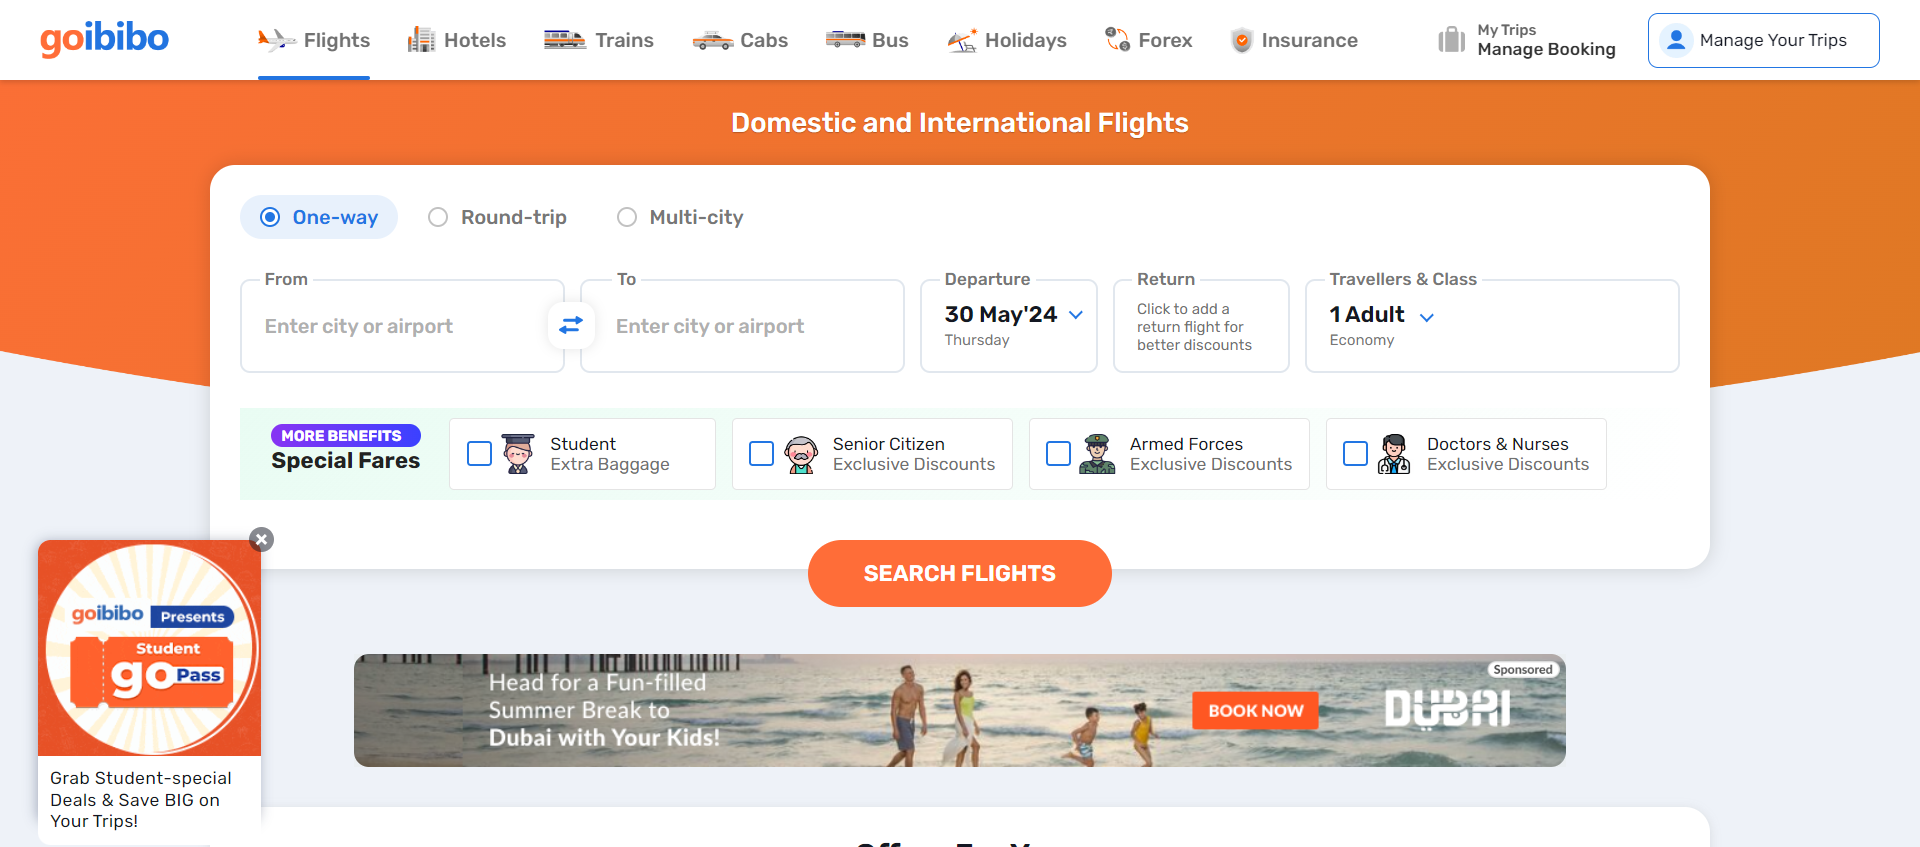 goibibo
Flights
Hotels
Trains
Cabs
Bus
Holidays
Forex
Insurance
My Trips
Manage Booking
Manage Your Trips
Domestic and International Flights
One-way
Round-trip
Multi-city
From
Enter city or airport
To
Enter city or airport
Departure
30 May'24
Thursday
Return
Click to add a
return flight for
better discounts
Travellers & Class
1 Adult
Economy
MORE BENEFITS
Special Fares
Student
Extra Baggage
Senior Citizen
Exclusive Discounts
Armed Forces
Exclusive Discounts
Doctors & Nurses
Exclusive Discounts
SEARCH FLIGHTS
goibibo Presents
Student
go Pass
Grab Student-special
Deals & Save BIG on
Your Trips!
Head for a Fun-filled
Summer Break to
Dubai with Your Kids!
BOOK NOW
Sponsored
DUBAI